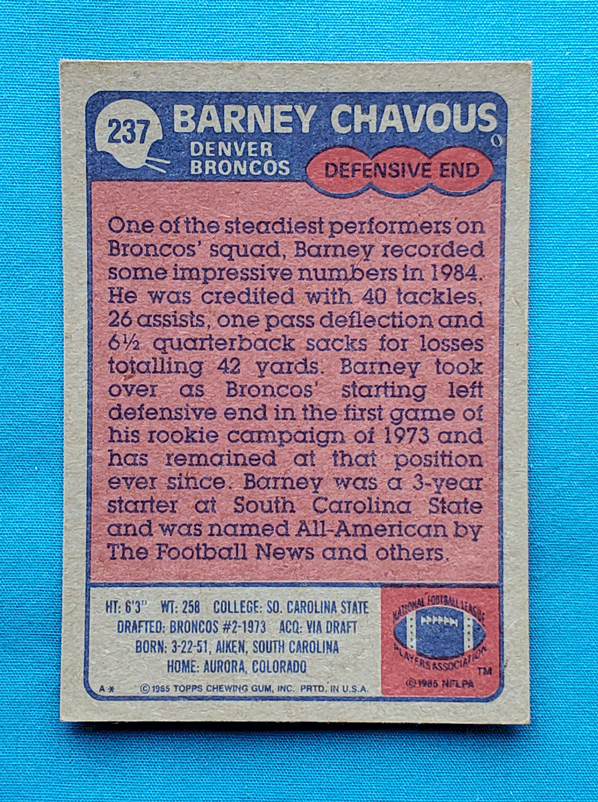 237
BARNEY CHAVOUS
DENVER
BRONCOS
DEFENSIVE END
One of the steadiest performers on
Broncos' squad, Barney recorded
some impressive numbers in 1984.
He was credited with 40 tackles,
26 assists, one pass deflection and
6½ quarterback sacks for losses
totalling 42 yards. Barney took
over as Broncos' starting left
defensive end in the first game of
his rookie campaign of 1973 and
has remained at that position
ever since. Barney was a 3-year
starter at South Carolina State
and was named All-American by
The Football News and others.
HT: 6'3" WT: 258 COLLEGE: SO. CAROLINA STATE
DRAFTED: BRONCOS #2-1973 ACQ: VIA DRAFT
BORN: 3-22-51, AIKEN, SOUTH CAROLINA
HOME: AURORA, COLORADO
A* © 1985 TOPPS CHEWING GUM, INC. PRTD. IN U.S.A.
NATIONAL FOOTBALL LEAGUE
PLAYERS ASSOCIATION
TM
© 1985 NFLPA